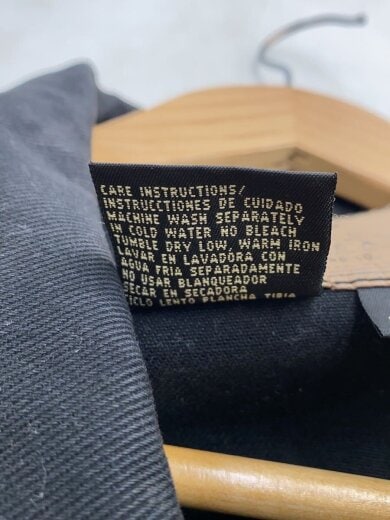 CARE INSTRUCTIONS/
INSTRUCCTIONES DE CUIDADO
MACHINE WASH SEPARATELY
IN COLD WATER NO BLEACH
TUMBLE DRY LOW, WARM IRON
LAVAR EN LAVADORA CON
AGUA FRIA SEPARADAMENTE
NO USAR BLANQUEADOR
SECAR EN SECADORA
CICLO LENTO PLANCHA TIBIA